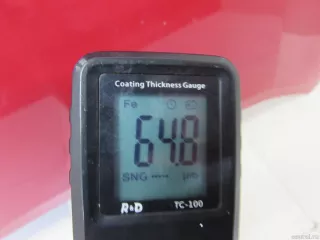 Coating Thickness Gauge
Fe
64.8
SNG ---- µm
R&D TC-100